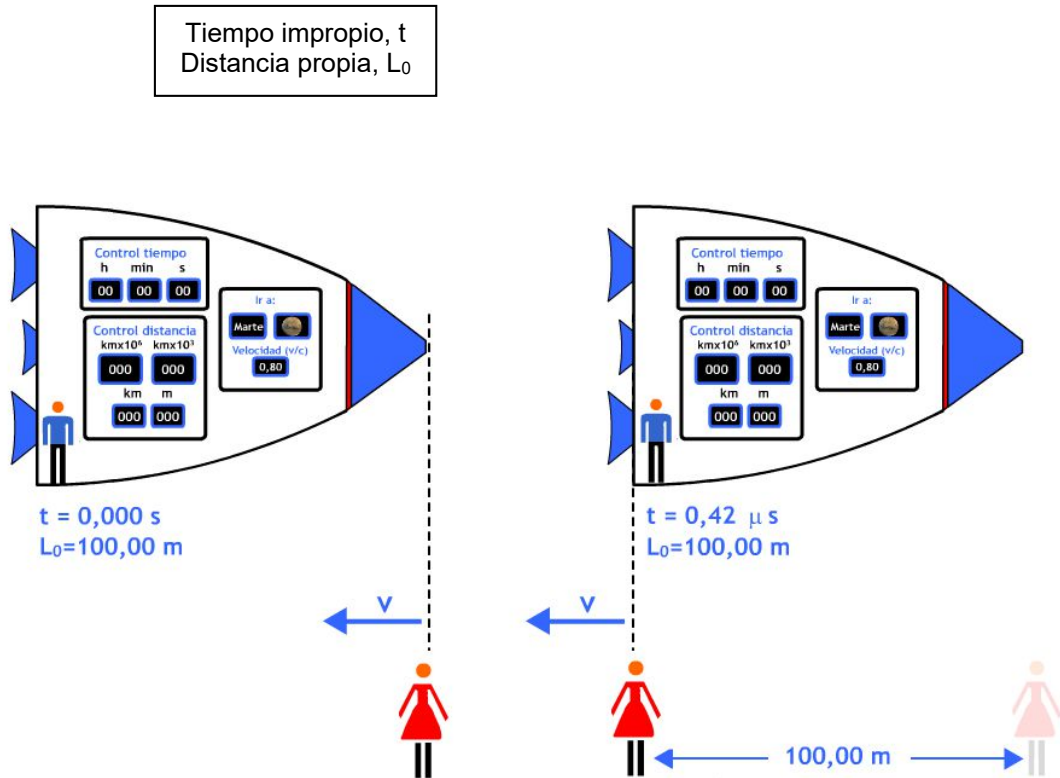 Tiempo impropio, t
Distancia propia, L₀
Control tiempo
h min s
00 00 00
Control distancia
kmx10⁶ kmx10³
000 000
km m
000 000
Ir a:
Marte
Velocidad (v/c)
0,80
t = 0,000 s
L₀=100,00 m
v
Control tiempo
h min s
00 00 00
Control distancia
kmx10⁶ kmx10³
000 000
km m
000 000
Ir a:
Marte
Velocidad (v/c)
0,80
t = 0,42 μ s
L₀=100,00 m
v
100,00 m